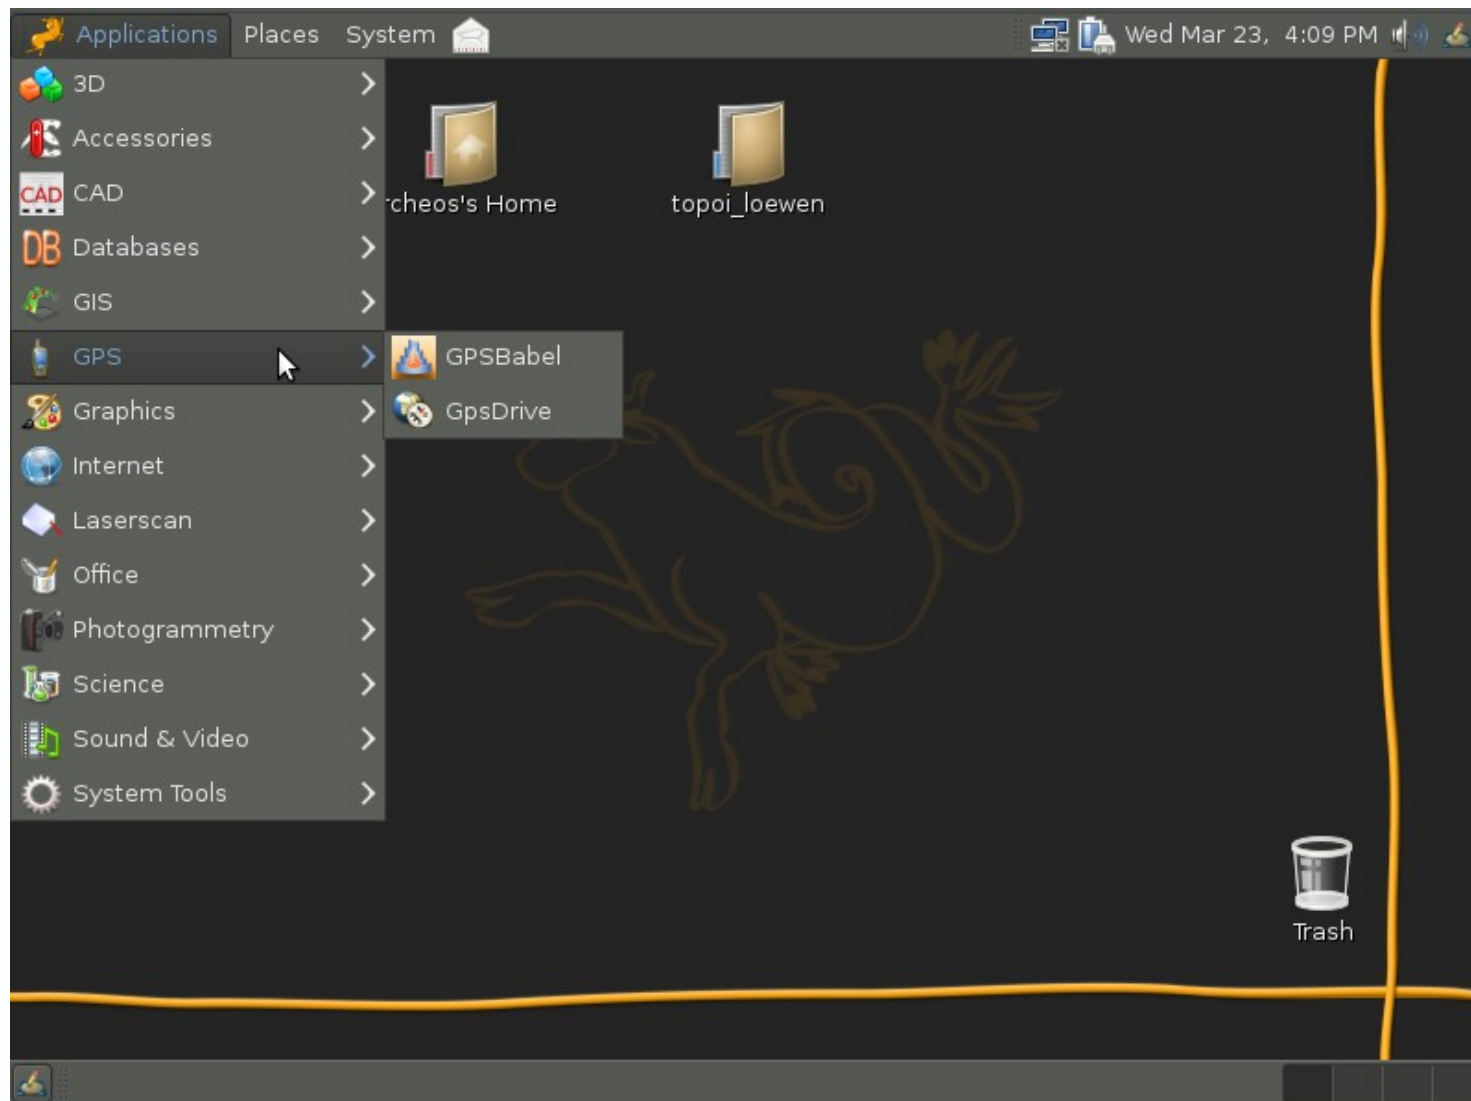 Applications Places System Wed Mar 23, 4:09 PM
3D
Accessories
CAD CAD
DB Databases
GIS
GPS
Graphics
Internet
Laserscan
Office
Photogrammetry
Science
Sound & Video
System Tools
GPSBabel
GpsDrive
rcheos's Home
topoi_loewen
Trash